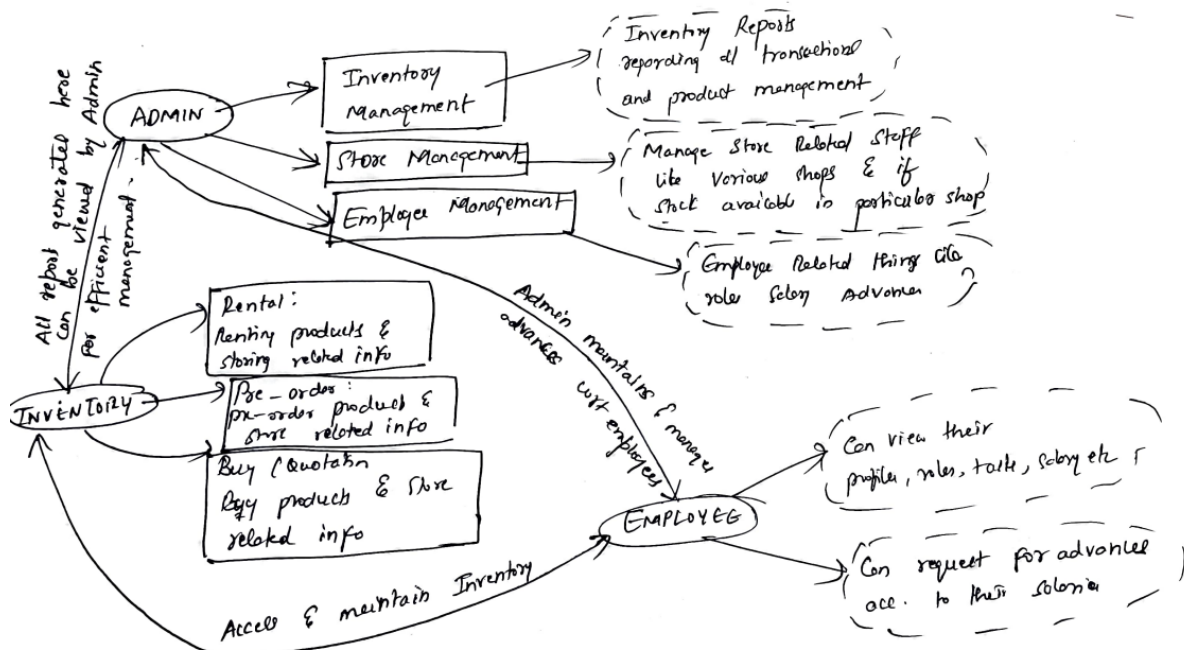 Inventory Reports
regarding all transactions
and product management
Inventory
Management
ADMIN
Store Management
Manage Store Related Stuff
like various shops & if
stock available in particular shop
Employee Management
Employee Related things like
roles Salary Advances
All reports generated here
can be viewed by Admin
for efficient
management.
Rental:
Renting products &
storing related info
INVENTORY
Pre-order:
pre-order product &
store related info
Buy / Quotation
Buy products & store
related info
Admin maintains & manages
advances wrt employees
EMPLOYEE
Can view their
profiles, roles, tasks, salary etc
Can request for advances
acc. to their salaries
Access & maintain Inventory